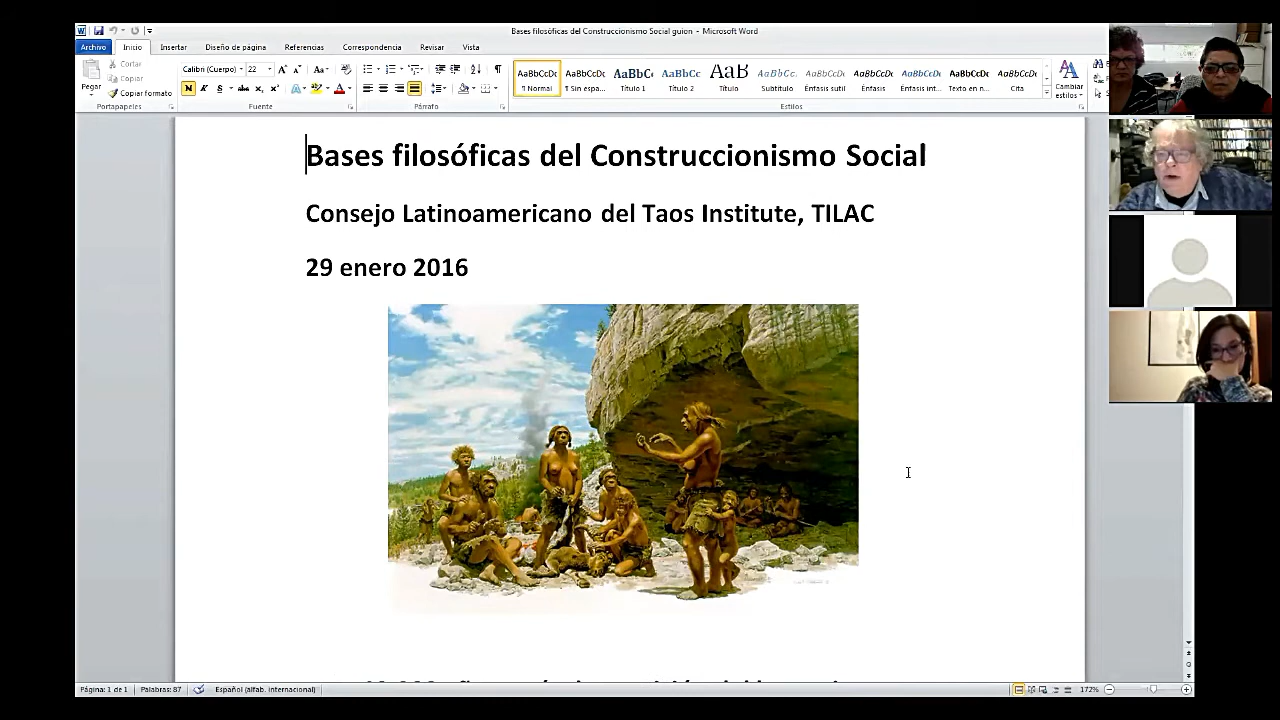 Bases filosóficas del Construccionismo Social guion - Microsoft Word
Archivo Inicio Insertar Diseño de página Referencias Correspondencia Revisar Vista
Pegar
Cortar
Copiar
Copiar formato
Portapapeles
Calibri (Cuerpo) 22
Fuente
Párrafo
AaBbCcDc AaBbCcDc AaBbCc AaBbCc AaB AaBbCc. AaBbCcDc AaBbCcDc AaBbCcDc AaBbCcDc AaBbCcDc
¶ Normal ¶ Sin espa... Título 1 Título 2 Título Subtítulo Énfasis sutil Énfasis Énfasis int... Texto en n... Cita
Cambiar estilos
Estilos
Bases filosóficas del Construccionismo Social
Consejo Latinoamericano del Taos Institute, TILAC
29 enero 2016
Página: 1 de 1 Palabras: 87 Español (alfab. internacional) 172%